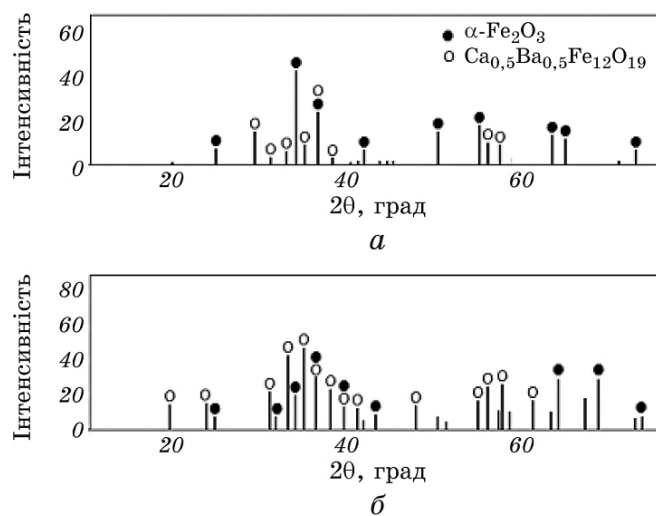 60
40
20
0
Інтенсивність
● α-Fe₂O₃
○ Ca₀,₅Ba₀,₅Fe₁₂O₁₉
20 40 60
2θ, град
а
80
60
40
20
0
Інтенсивність
20 40 60
2θ, град
б